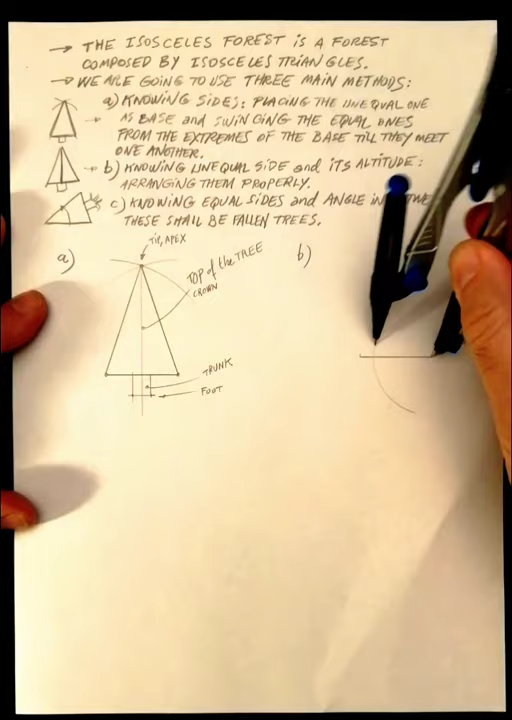 → THE ISOSCELES FOREST iS A FOREST
COMPOSED BY ISOSCELES TRIANGLES.
→ WE ARE GOING TO USE THREE MAIN METHODS:
a) KNOWING SIDES: PLACING THE UNEQUAL ONE
AS BASE and SWINGING THE EQUAL ONES
FROM THE EXTREMES OF THE BASE TILL THEY MEET
ONE ANOTHER.
b) KNOWING UNEQUAL SIDE and iTS ALTITUDE:
ARRANGING THEM PROPERLY.
c) KNOWING EQUAL SIDES and ANGLE IN
THESE SHALL BE FALLEN TREES.
a)
TiP, APEX
TOP of the TREE
CROWN
TRUNK
FOOT
b)